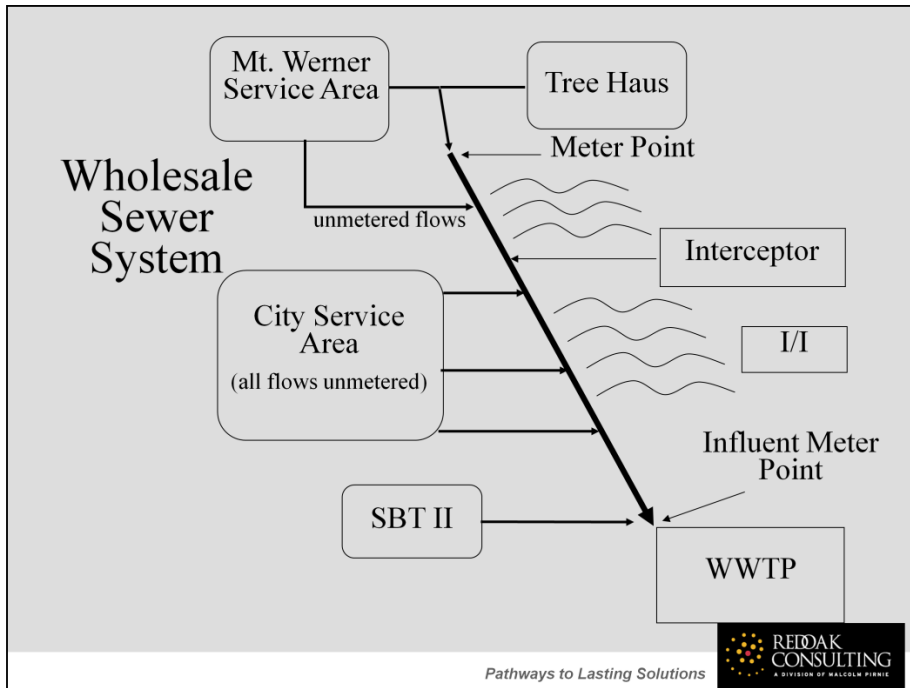 Mt. Werner
Service Area
Tree Haus
Meter Point
Wholesale
Sewer
System
unmetered flows
Interceptor
City Service
Area
(all flows unmetered)
I/I
Influent Meter
Point
SBT II
WWTP
Pathways to Lasting Solutions
REDOAK
CONSULTING
A DIVISION OF MALCOLM PIRNIE